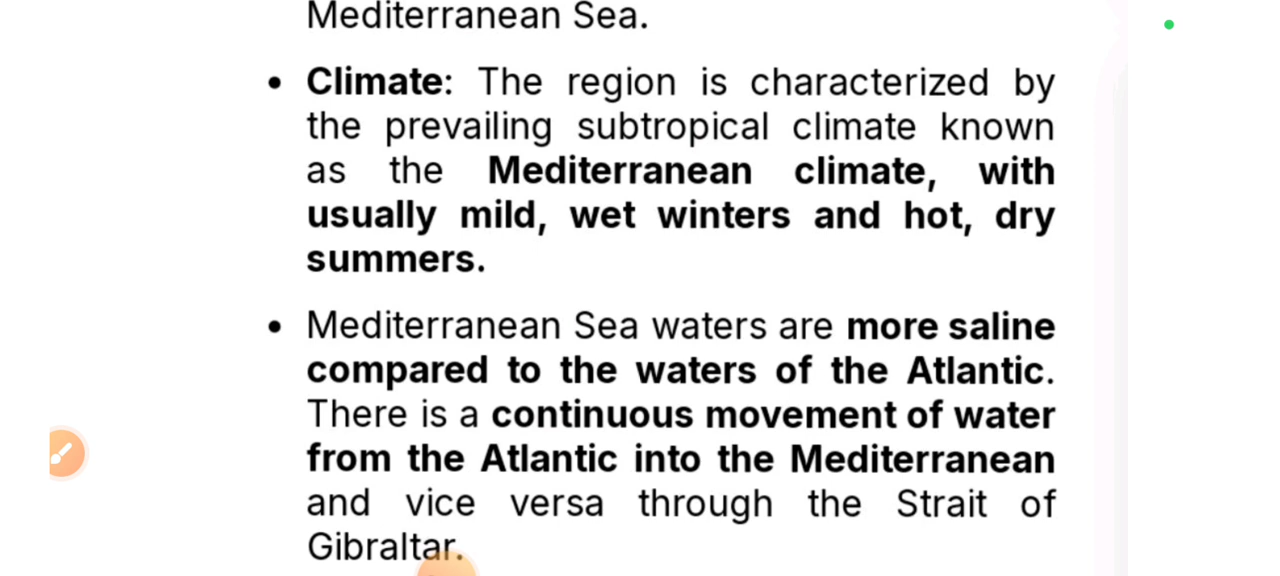 Mediterranean Sea.
• Climate: The region is characterized by
the prevailing subtropical climate known
as the Mediterranean climate, with
usually mild, wet winters and hot, dry
summers.
• Mediterranean Sea waters are more saline
compared to the waters of the Atlantic.
There is a continuous movement of water
from the Atlantic into the Mediterranean
and vice versa through the Strait of
Gibraltar.